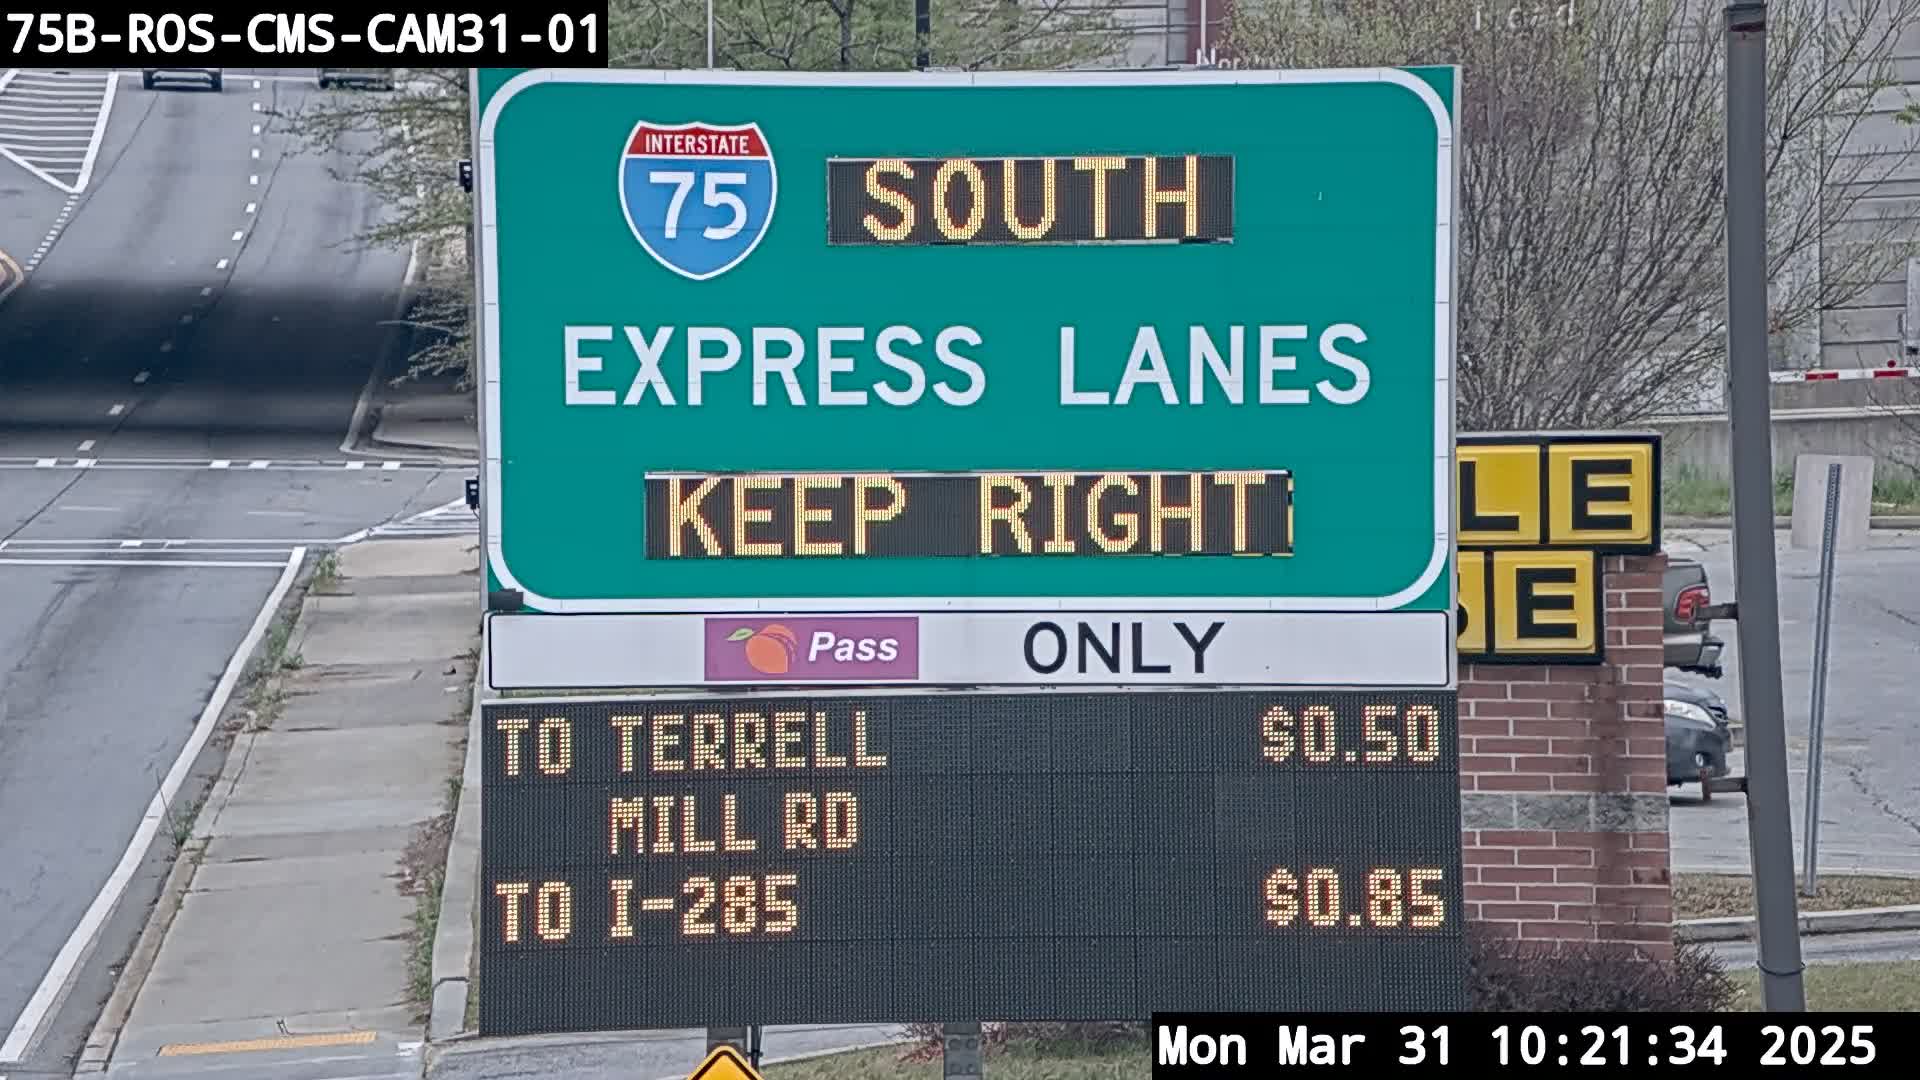 75B-ROS-CMS-CAM31-01
INTERSTATE
75
SOUTH
EXPRESS LANES
KEEP RIGHT
Pass ONLY
TO TERRELL $0.50
MILL RD
TO I-285 $0.85
LE
E
Mon Mar 31 10:21:34 2025